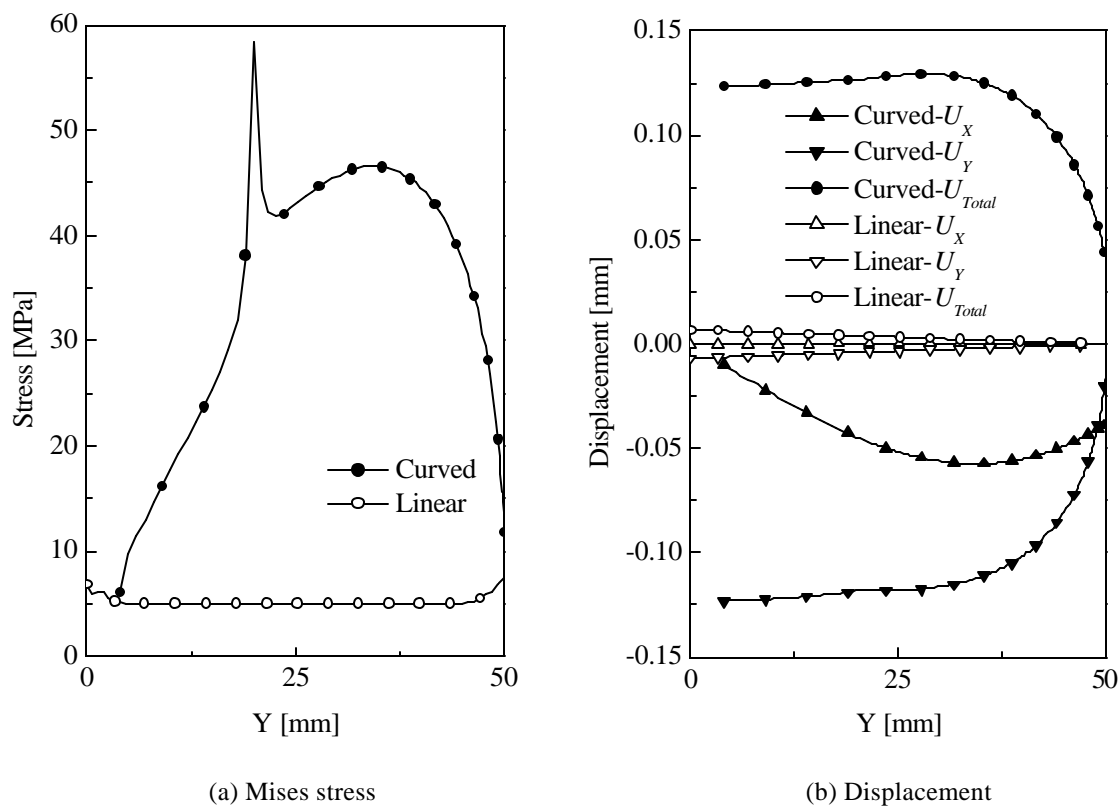 60
50
40
30
20
10
0
Stress [MPa]
Curved
Linear
0
25
50
Y [mm]
(a) Mises stress
0.15
0.10
0.05
0.00
-0.05
-0.10
-0.15
Displacement [mm]
Curved-U_X
Curved-U_Y
Curved-U_Total
Linear-U_X
Linear-U_Y
Linear-U_Total
0
25
50
Y [mm]
(b) Displacement